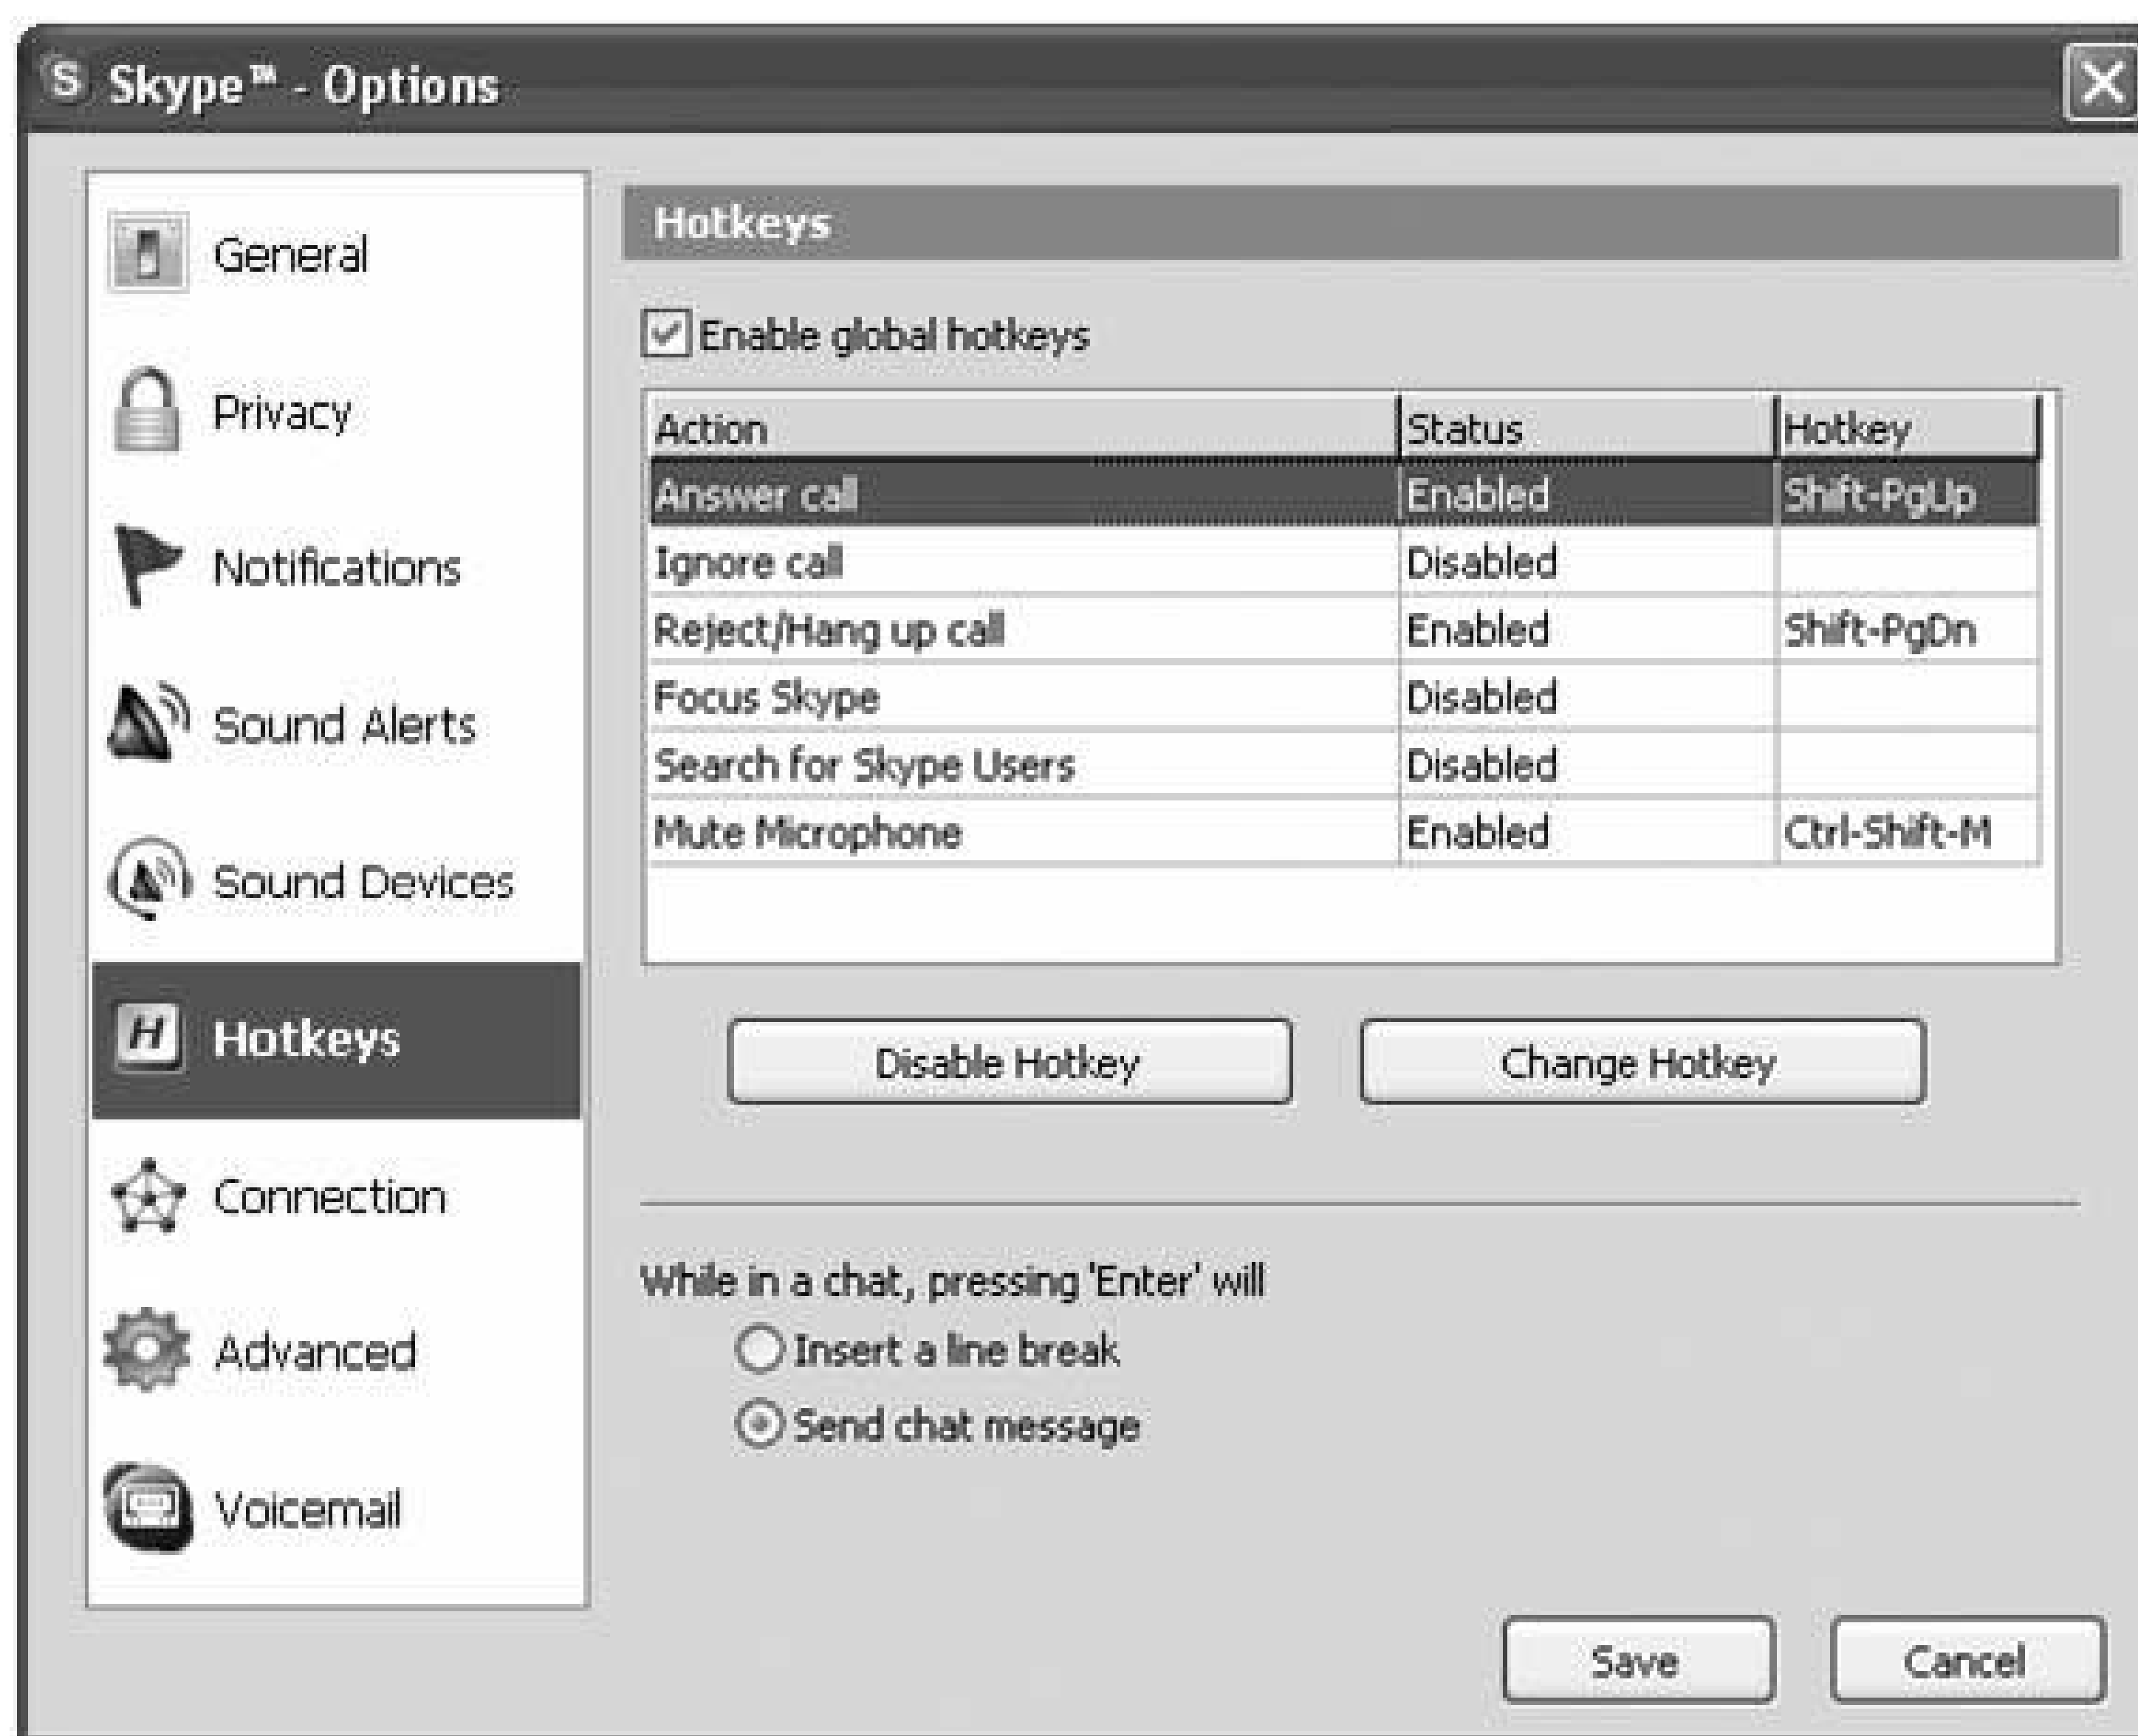 S Skype™ - Options
General
Privacy
Notifications
Sound Alerts
Sound Devices
H Hotkeys
Connection
Advanced
Voicemail
Hotkeys
Enable global hotkeys
Action Status Hotkey
Answer call Enabled Shift-PgUp
Ignore call Disabled
Reject/Hang up call Enabled Shift-PgDn
Focus Skype Disabled
Search for Skype Users Disabled
Mute Microphone Enabled Ctrl-Shift-M
Disable Hotkey Change Hotkey
While in a chat, pressing 'Enter' will
Insert a line break
Send chat message
Save Cancel